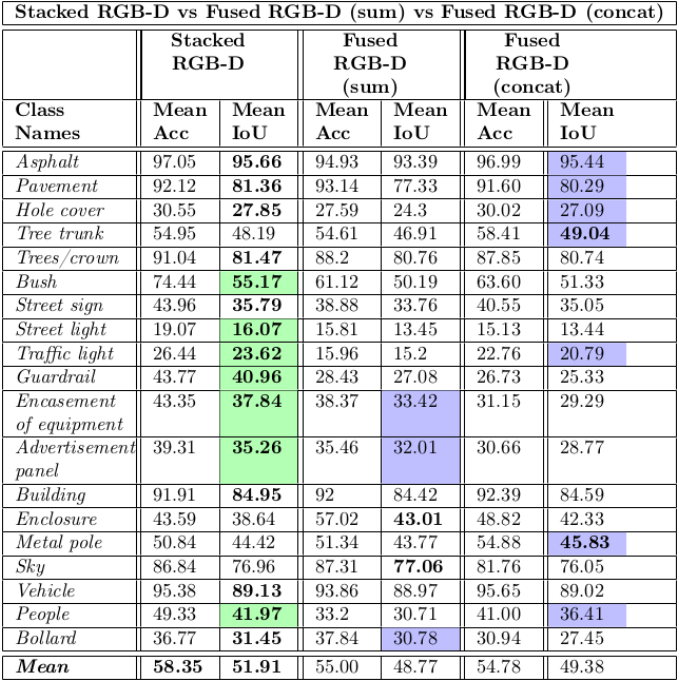 Stacked RGB-D vs Fused RGB-D (sum) vs Fused RGB-D (concat)
Stacked RGB-D Fused RGB-D (sum) Fused RGB-D (concat)
Class Names Mean Acc Mean IoU Mean Acc Mean IoU Mean Acc Mean IoU
Asphalt 97.05 95.66 94.93 93.39 96.99 95.44
Pavement 92.12 81.36 93.14 77.33 91.60 80.29
Hole cover 30.55 27.85 27.59 24.3 30.02 27.09
Tree trunk 54.95 48.19 54.61 46.91 58.41 49.04
Trees/crown 91.04 81.47 88.2 80.76 87.85 80.74
Bush 74.44 55.17 61.12 50.19 63.60 51.33
Street sign 43.96 35.79 38.88 33.76 40.55 35.05
Street light 19.07 16.07 15.81 13.45 15.13 13.44
Traffic light 26.44 23.62 15.96 15.2 22.76 20.79
Guardrail 43.77 40.96 28.43 27.08 26.73 25.33
Encasement of equipment 43.35 37.84 38.37 33.42 31.15 29.29
Advertisement panel 39.31 35.26 35.46 32.01 30.66 28.77
Building 91.91 84.95 92 84.42 92.39 84.59
Enclosure 43.59 38.64 57.02 43.01 48.82 42.33
Metal pole 50.84 44.42 51.34 43.77 54.88 45.83
Sky 86.84 76.96 87.31 77.06 81.76 76.05
Vehicle 95.38 89.13 93.86 88.97 95.65 89.02
People 49.33 41.97 33.2 30.71 41.00 36.41
Bollard 36.77 31.45 37.84 30.78 30.94 27.45
Mean 58.35 51.91 55.00 48.77 54.78 49.38